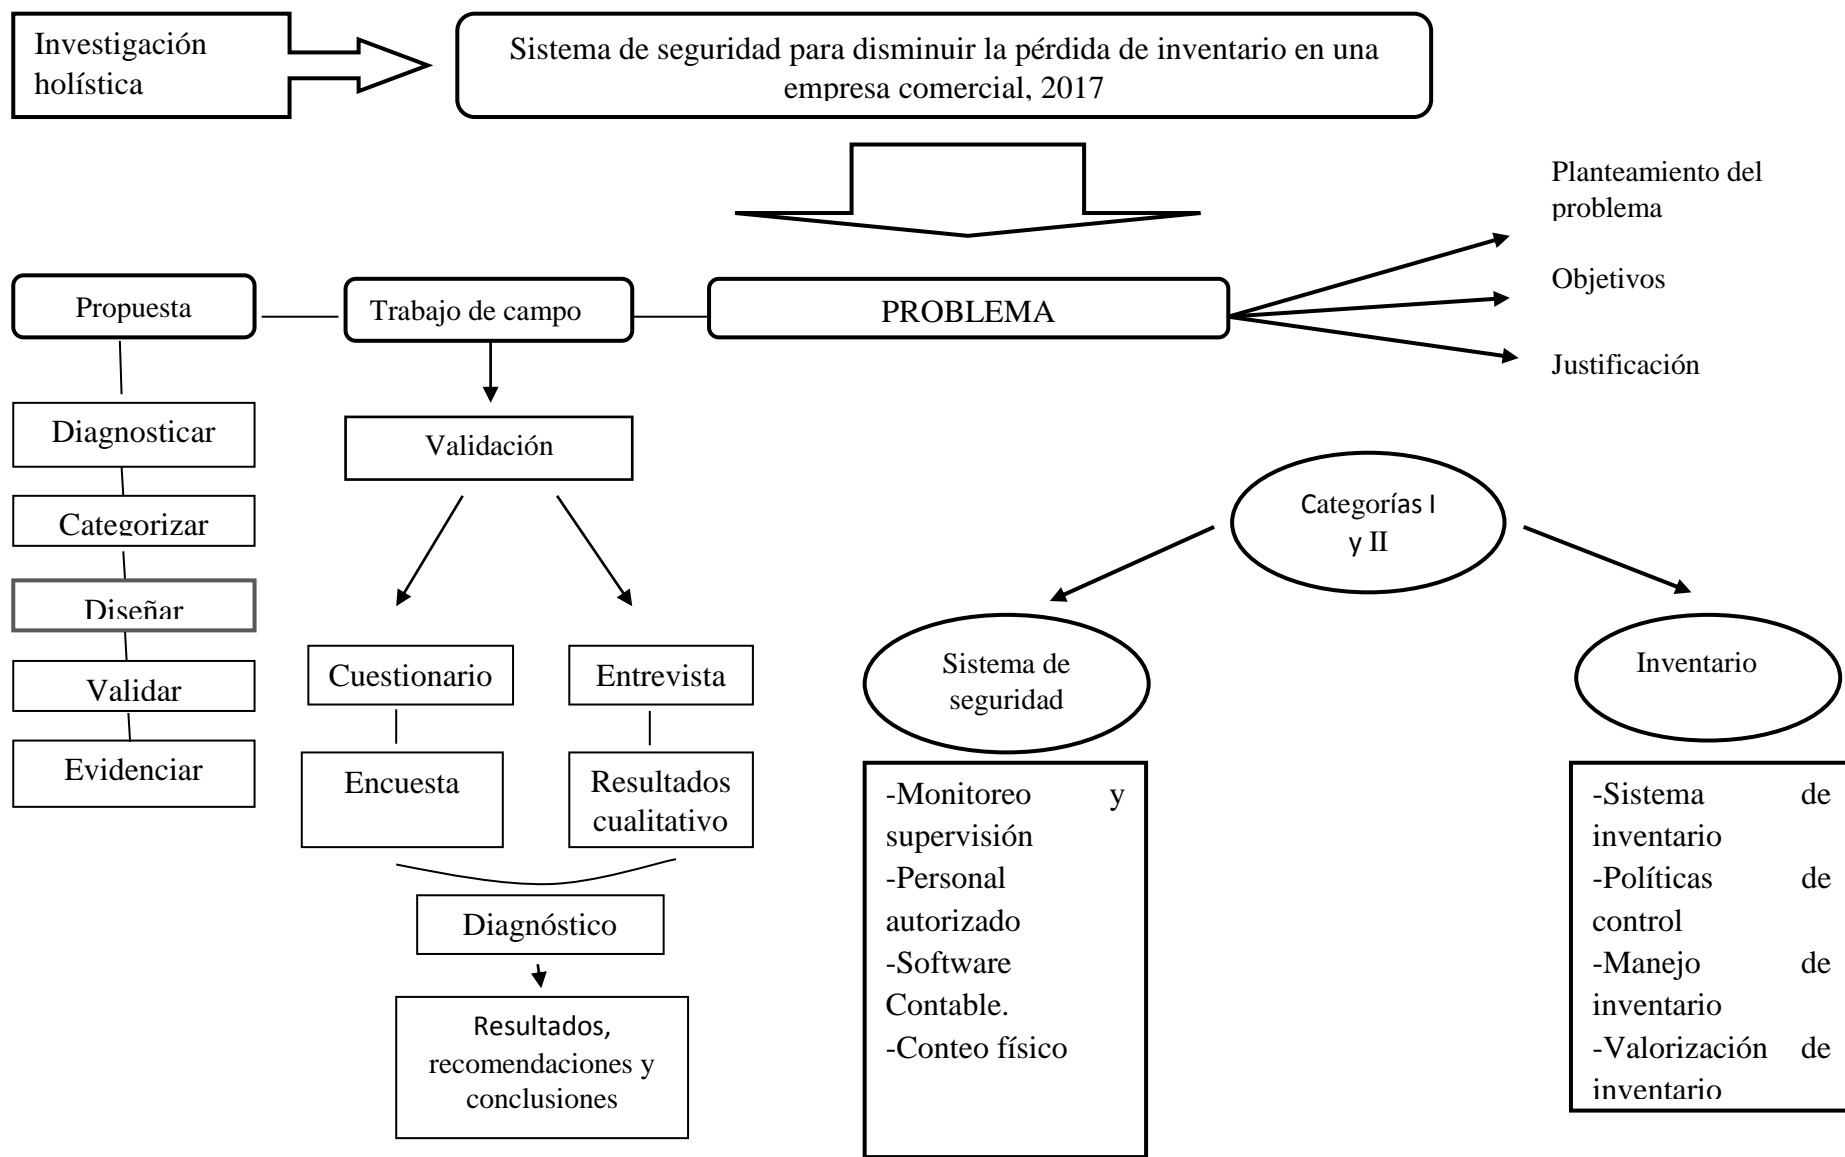 Investigación
holística
Sistema de seguridad para disminuir la pérdida de inventario en una
empresa comercial, 2017
Planteamiento del
problema
Objetivos
Justificación
Propuesta
Trabajo de campo
PROBLEMA
Diagnosticar
Categorizar
Diseñar
Validar
Evidenciar
Validación
Cuestionario
Entrevista
Encuesta
Resultados
cualitativo
Diagnóstico
Resultados,
recomendaciones y
conclusiones
Categorías I
y II
Sistema de
seguridad
Inventario
-Monitoreo y
supervisión
-Personal
autorizado
-Software
Contable.
-Conteo físico
-Sistema de
inventario
-Políticas de
control
-Manejo de
inventario
-Valorización de
inventario